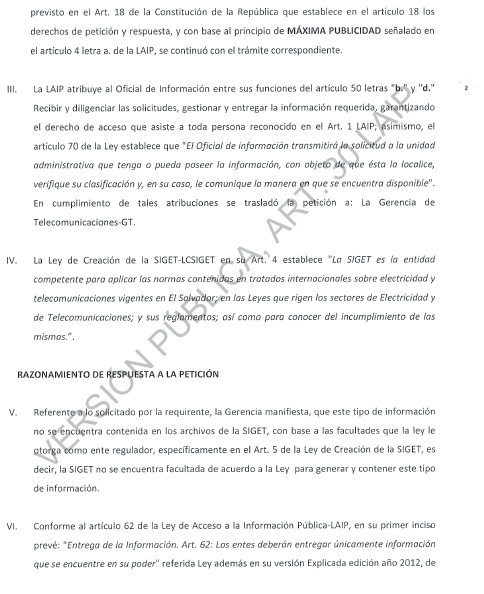 previsto en el Art. 18 de la Constitución de la República que establece en el artículo 18 los
derechos de petición y respuesta, y con base al principio de MÁXIMA PUBLICIDAD señalado en
el artículo 4 letra a. de la LAIP, se continuó con el trámite correspondiente.
III. La LAIP atribuye al Oficial de Información entre sus funciones del artículo 50 letras "b." y "d."
2
Recibir y diligenciar las solicitudes, gestionar y entregar la información requerida, garantizando
el derecho de acceso que asiste a toda persona reconocido en el Art. 1 LAIP; asimismo, el
artículo 70 de la Ley establece que "El Oficial de información transmitirá la solicitud a la unidad
administrativa que tenga o pueda poseer la información, con objeto de que ésta la localice,
verifique su clasificación y, en su caso, le comunique la manera en que se encuentra disponible".
En cumplimiento de tales atribuciones se trasladó la petición a: La Gerencia de
Telecomunicaciones-GT.
IV. La Ley de Creación de la SIGET-LCSIGET en su Art. 4 establece "La SIGET es la entidad
competente para aplicar las normas contenidas en tratados internacionales sobre electricidad y
telecomunicaciones vigentes en El Salvador; en las Leyes que rigen los sectores de Electricidad y
de Telecomunicaciones; y sus reglamentos; así como para conocer del incumplimiento de las
mismas.".
RAZONAMIENTO DE RESPUESTA A LA PETICIÓN
V. Referente a lo solicitado por la requirente, la Gerencia manifiesta, que este tipo de información
no se encuentra contenida en los archivos de la SIGET, con base a las facultades que la ley le
otorga como ente regulador, específicamente en el Art. 5 de la Ley de Creación de la SIGET, es
decir, la SIGET no se encuentra facultada de acuerdo a la Ley para generar y contener este tipo
de información.
VI. Conforme al artículo 62 de la Ley de Acceso a la Información Pública-LAIP, en su primer inciso
prevé: "Entrega de la Información. Art. 62: Los entes deberán entregar únicamente información
que se encuentre en su poder" referida Ley además en su versión Explicada edición año 2012, de
VERSIÓN PÚBLICA, ART. 30 LAIP